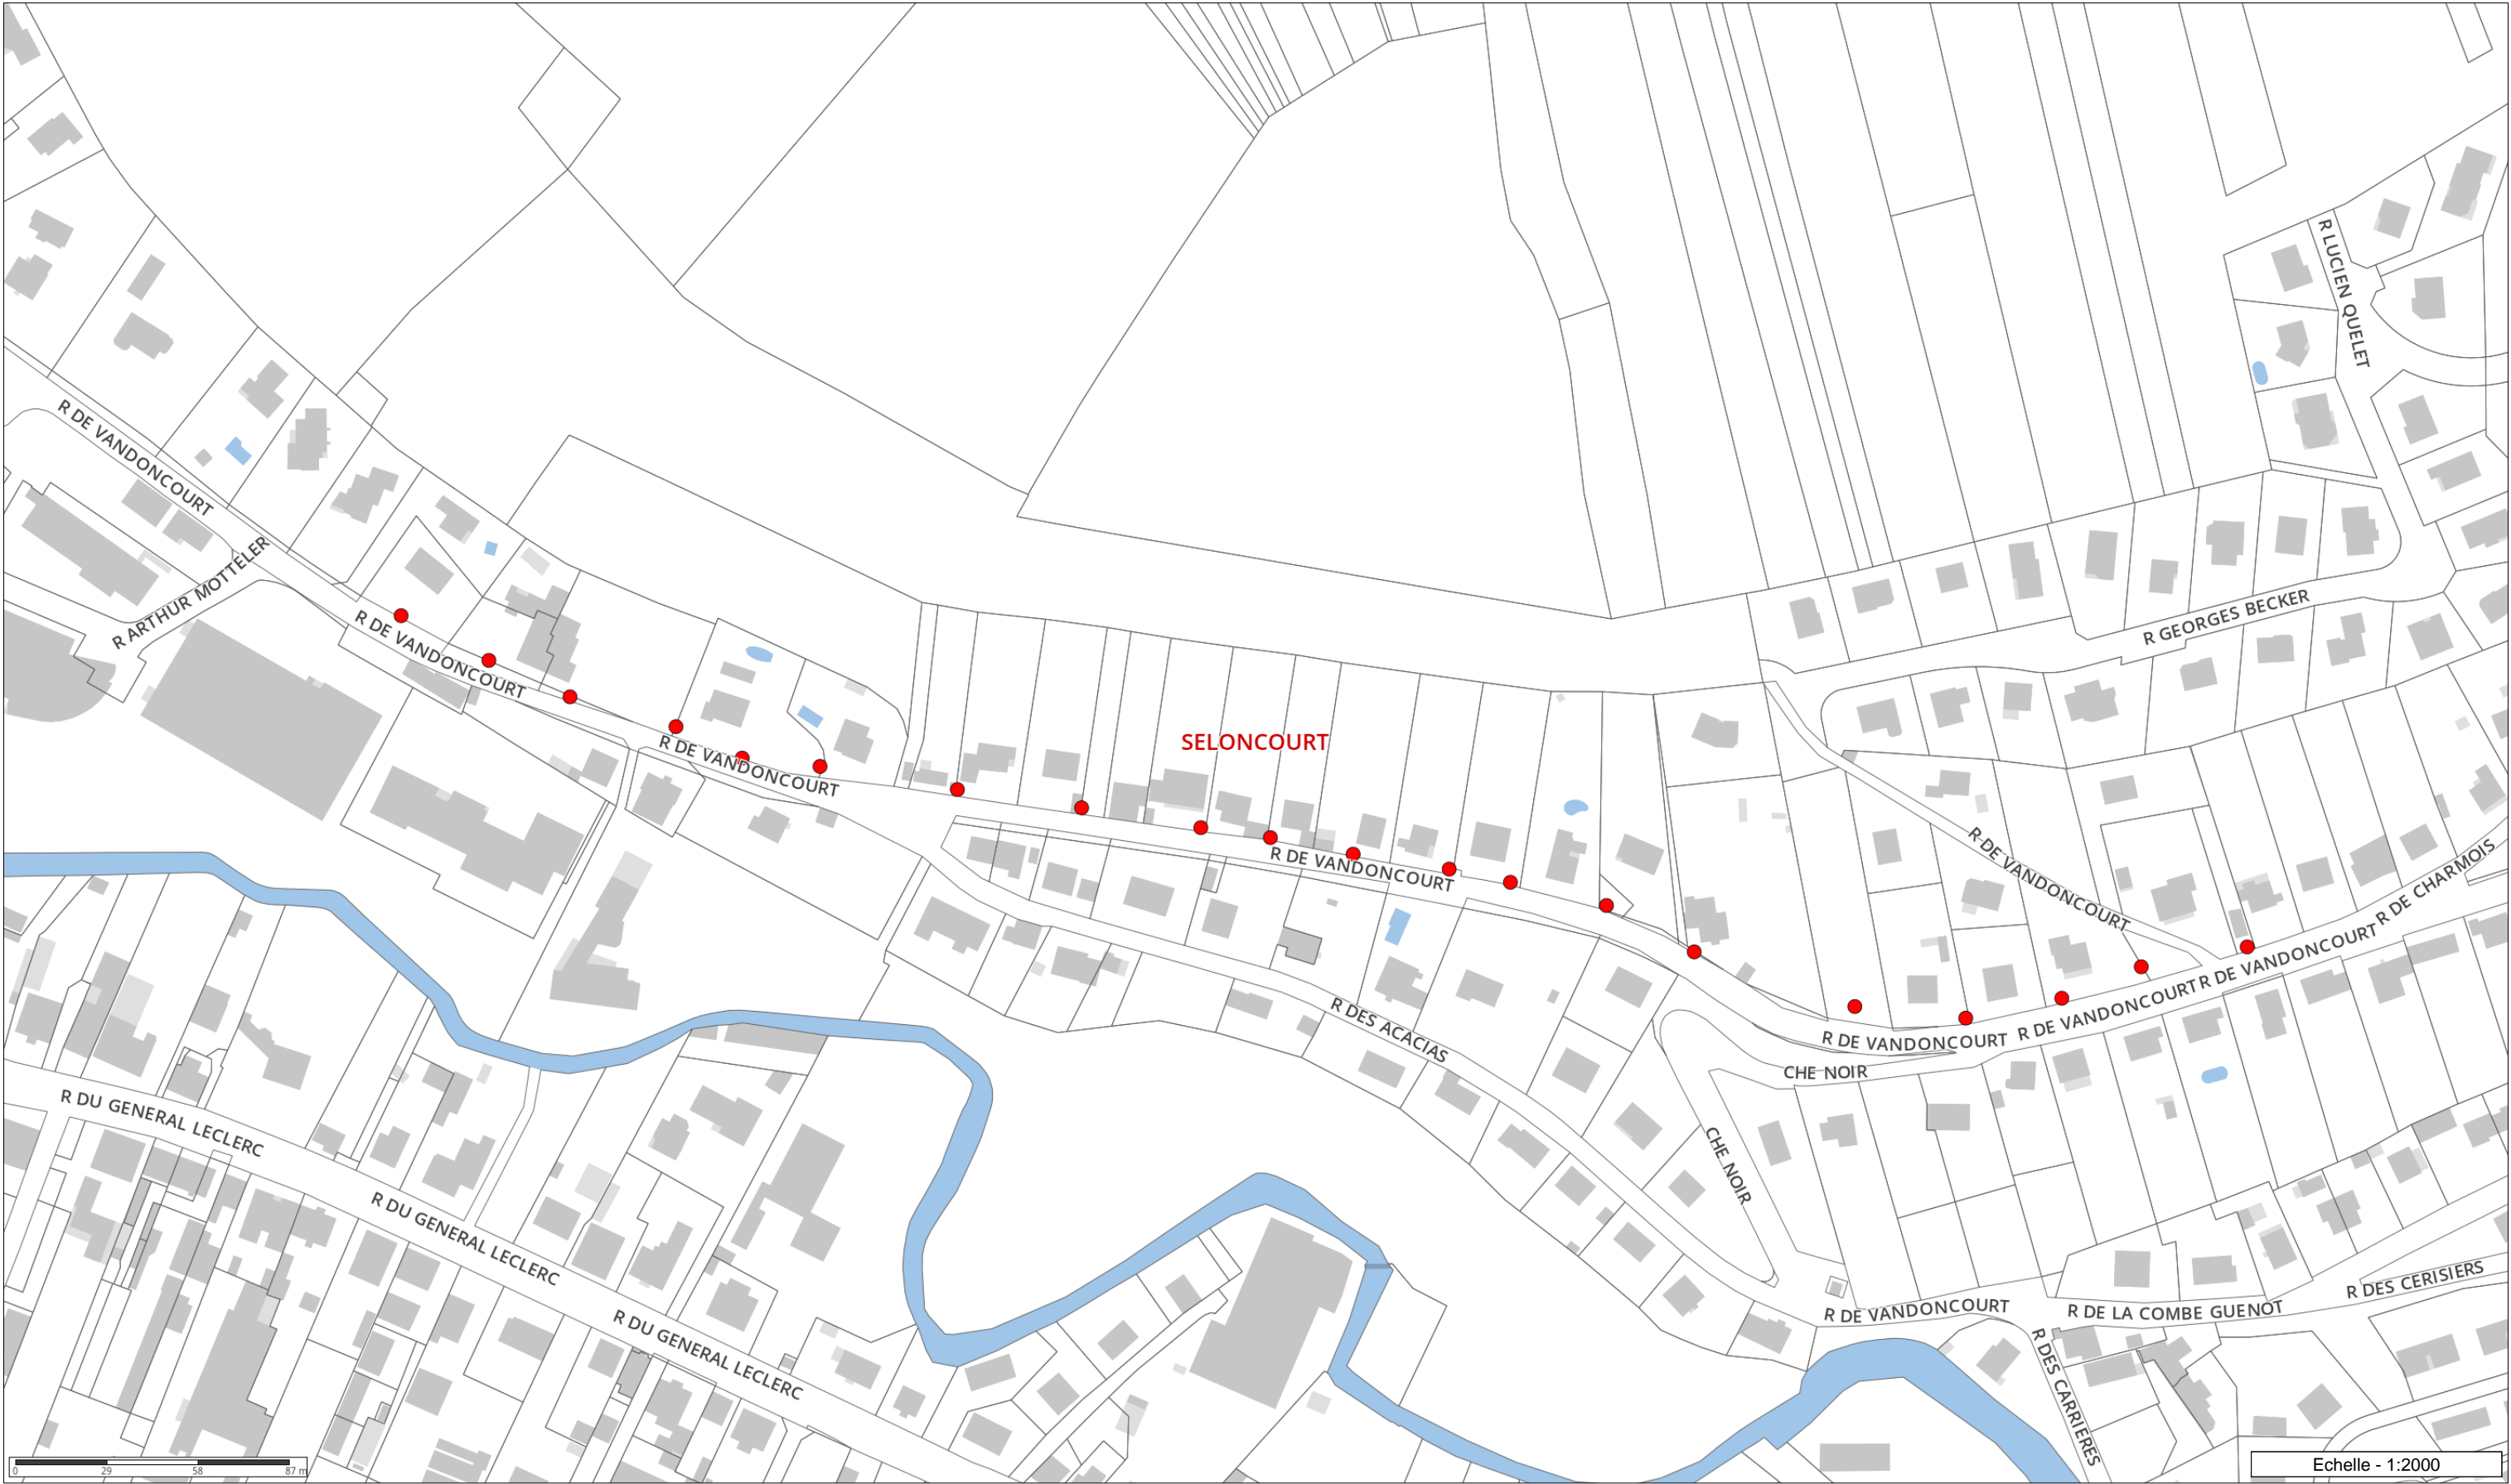 R LUCIEN QUELET
R DE VANDONCOURT
R ARTHUR MOTTELER
R GEORGES BECKER
R DE VANDONCOURT
SELONCOURT
R DE VANDONCOURT
R DE VANDONCOURT
R DE VANDONCOURT
R DE CHARMOIS
R DE VANDONCOURT
R DE VANDONCOURT
R DE VANDONCOURT
R DES ACACIAS
CHE NOIR
R DU GENERAL LECLERC
CHE NOIR
R DU GENERAL LECLERC
R DES CERISIERS
R DE VANDONCOURT
R DE LA COMBE GUENOT
R DU GENERAL LECLERC
R DES CARRIERES
0 29 58 87 m
Echelle - 1:2000